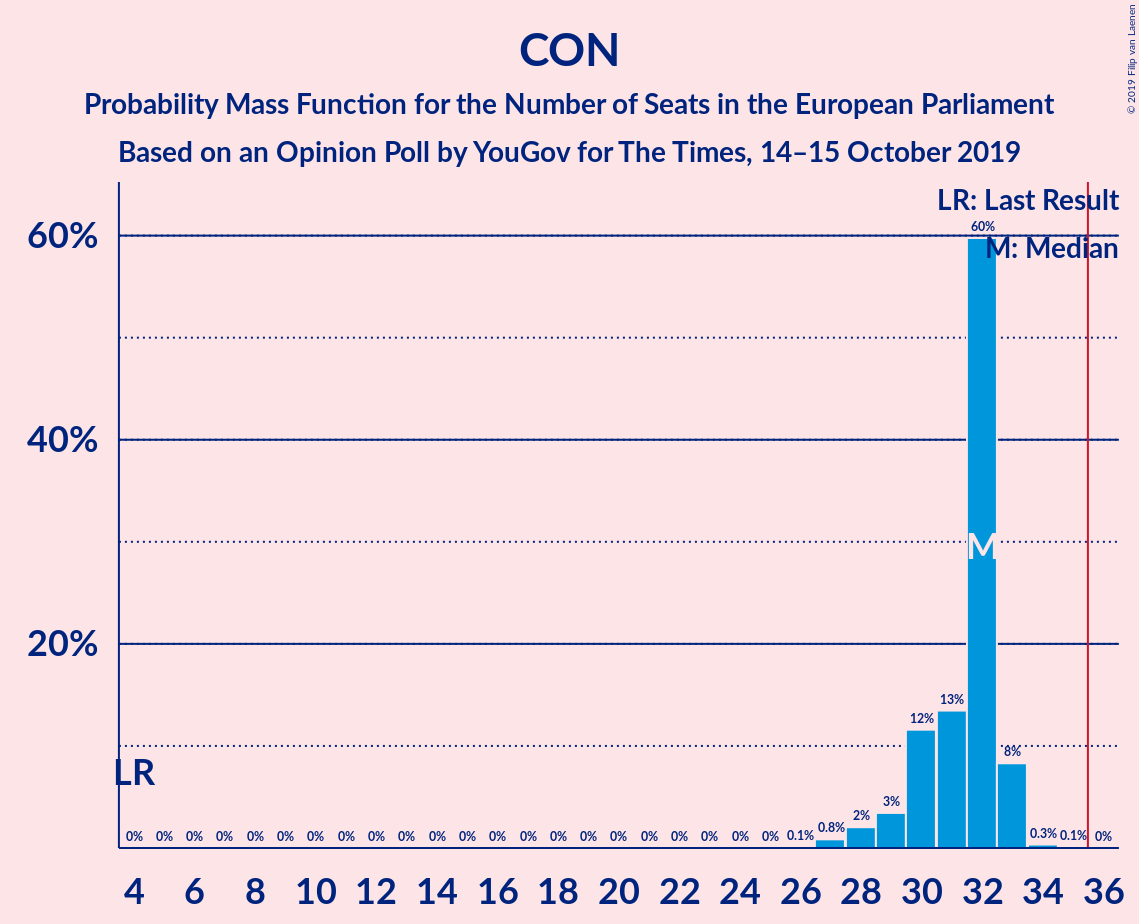 CON
Probability Mass Function for the Number of Seats in the European Parliament
Based on an Opinion Poll by YouGov for The Times, 14–15 October 2019
© 2019 Filip van Laenen
LR: Last Result
M: Median
60%
40%
20%
60%
M
LR
0% 0% 0% 0% 0% 0% 0% 0% 0% 0% 0% 0% 0% 0% 0% 0% 0% 0% 0% 0% 0% 0% 0.1% 0.8% 2% 3% 12% 13% 8% 0.3% 0.1% 0%
4 6 8 10 12 14 16 18 20 22 24 26 28 30 32 34 36